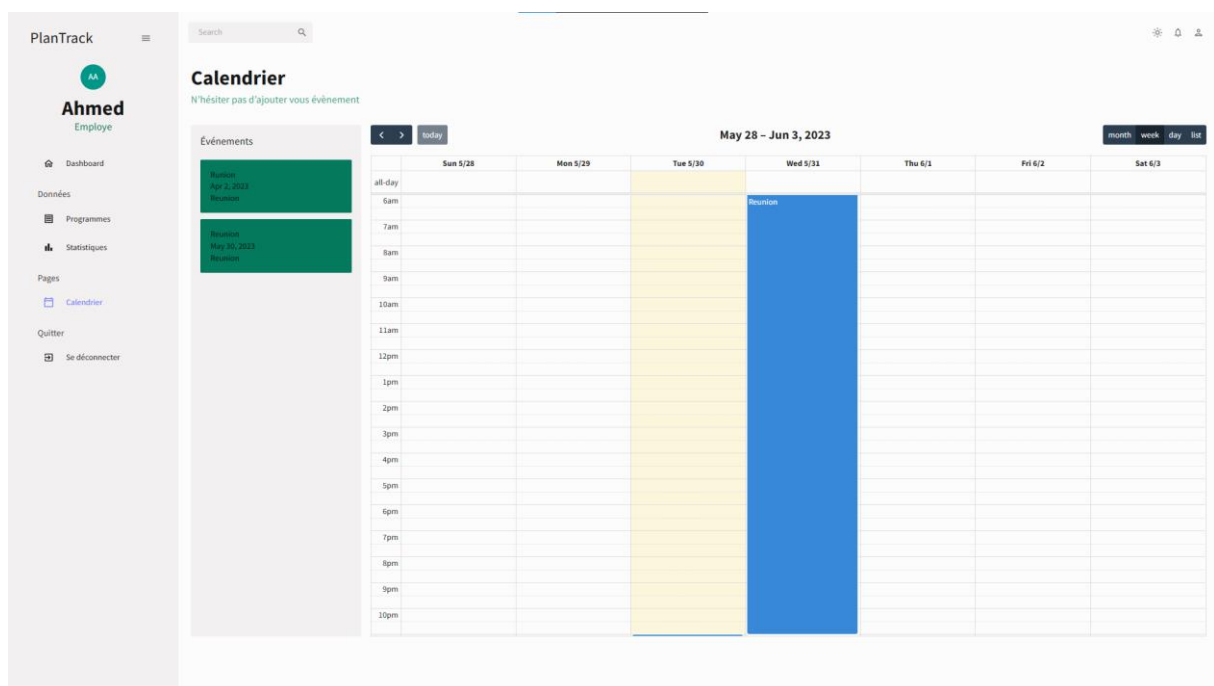 PlanTrack
Search
AA
Ahmed
Employe
Dashboard
Données
Programmes
Statistiques
Pages
Calendrier
Quitter
Se déconnecter
Calendrier
N'hésiter pas d'ajouter vous évènement
Événements
Runion
Apr 2, 2023
Reunion
Reunion
May 30, 2023
Reunion
today
May 28 – Jun 3, 2023
month week day list
Sun 5/28 Mon 5/29 Tue 5/30 Wed 5/31 Thu 6/1 Fri 6/2 Sat 6/3
all-day
6am
Reunion
7am
8am
9am
10am
11am
12pm
1pm
2pm
3pm
4pm
5pm
6pm
7pm
8pm
9pm
10pm